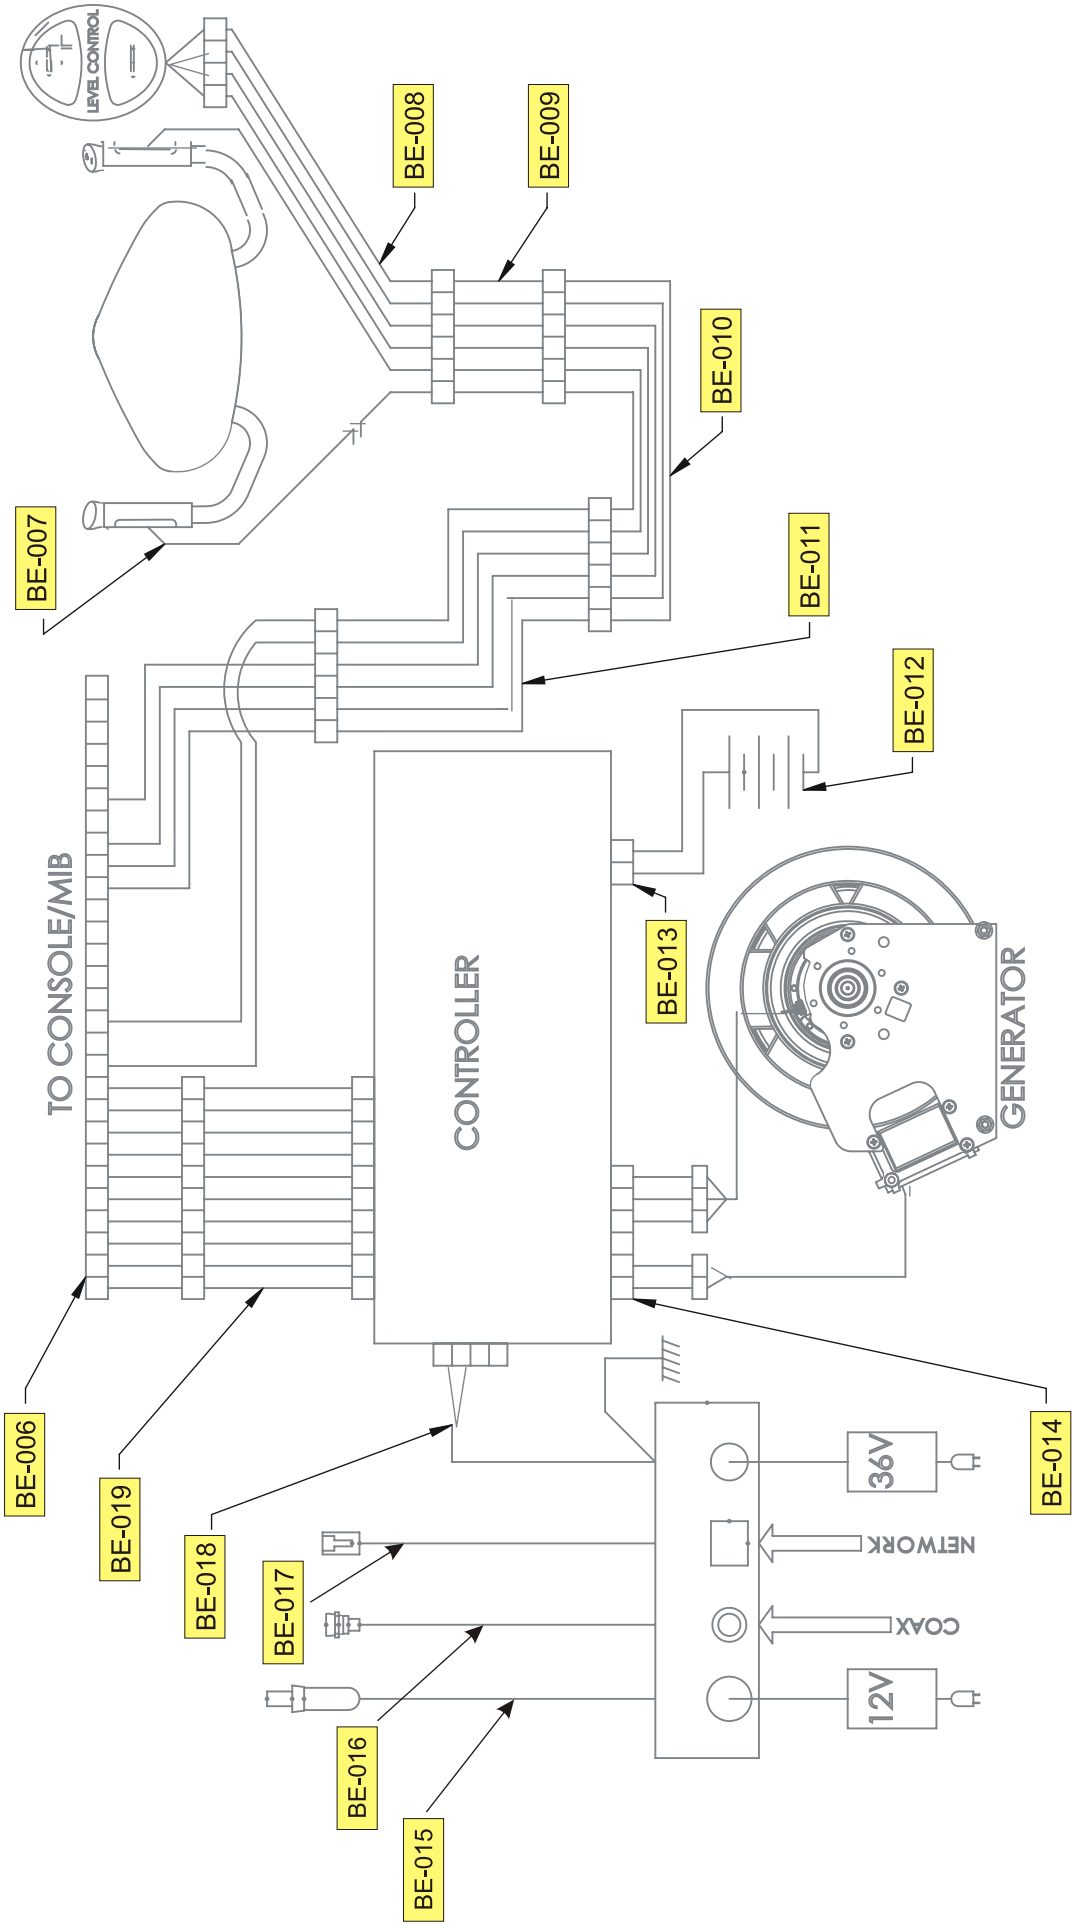 BE-006
BE-019
BE-018
BE-017
BE-016
BE-015
TO CONSOLE/MIB
CONTROLLER
BE-007
LEVEL CONTROL
BE-008
BE-009
BE-010
BE-011
BE-012
BE-013
GENERATOR
BE-014
36V
NETWORK
COAX
12V